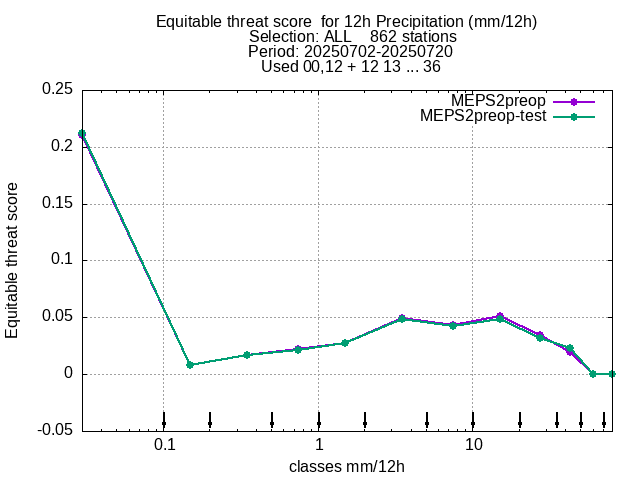 Equitable threat score  for 12h Precipitation (mm/12h)
Selection: ALL    862 stations
Period: 20250702-20250720
Used 00,12 + 12 13 ... 36
MEPS2preop
MEPS2preop-test
0.25
0.2
0.15
0.1
0.05
0
-0.05
Equitable threat score
0.1
1
10
classes mm/12h